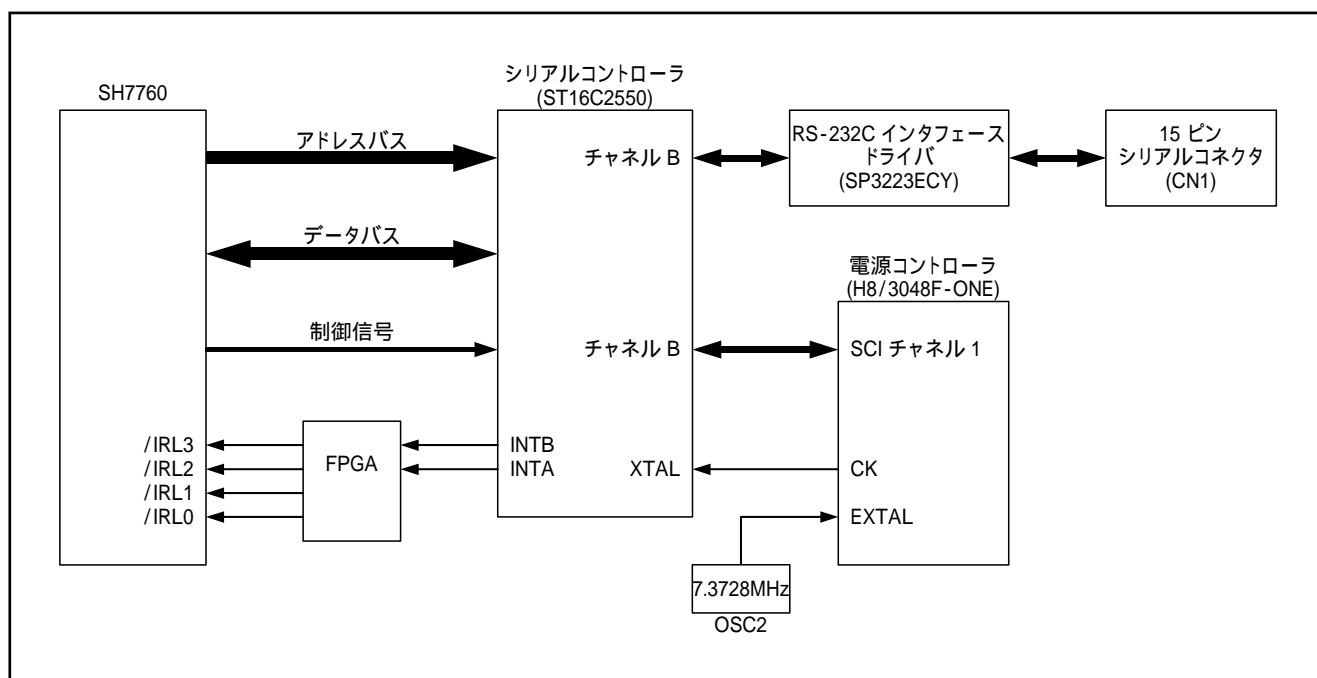 SH7760
アドレスバス
データバス
制御信号
/IRL3
/IRL2
/IRL1
/IRL0
FPGA
シリアルコントローラ
(ST16C2550)
チャネル B
チャネル B
INTB
INTA
XTAL
RS-232C インタフェース
ドライバ
(SP3223ECY)
15 ピン
シリアルコネクタ
(CN1)
電源コントローラ
(H8/3048F-ONE)
SCI チャネル 1
CK
EXTAL
7.3728MHz
OSC2